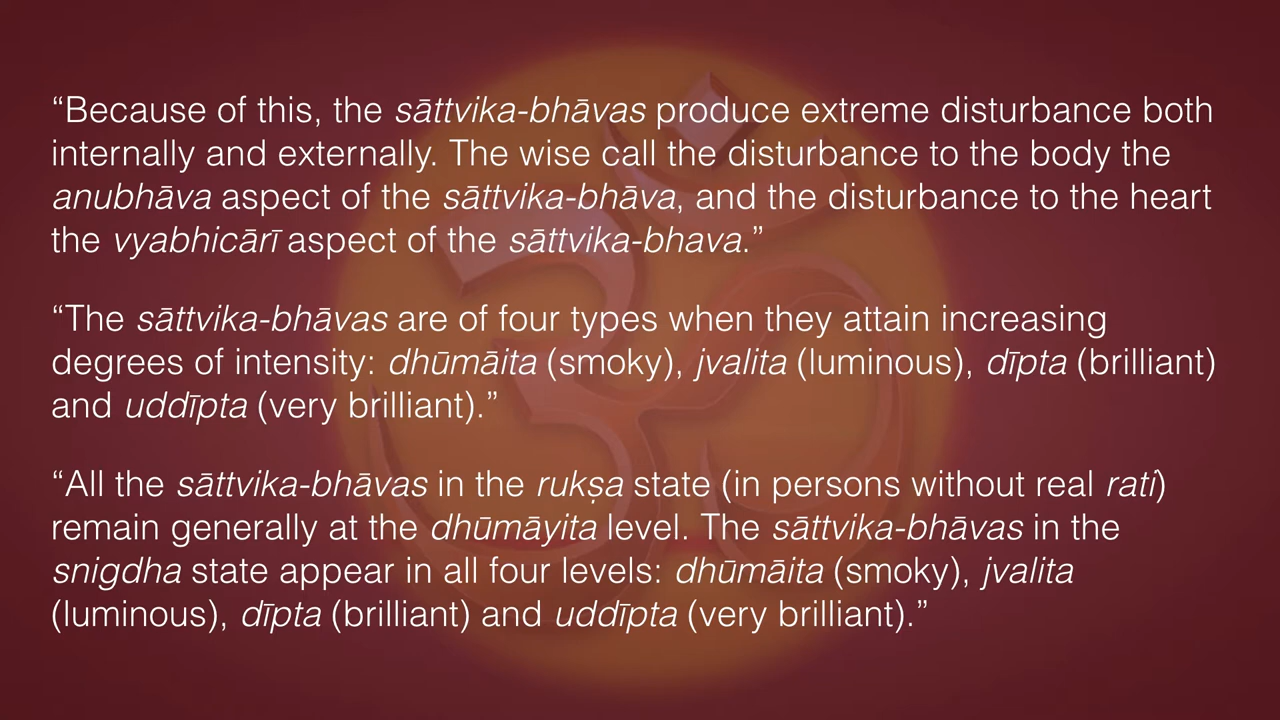 “Because of this, the sāttvika-bhāvas produce extreme disturbance both
internally and externally. The wise call the disturbance to the body the
anubhāva aspect of the sāttvika-bhāva, and the disturbance to the heart
the vyabhicārī aspect of the sāttvika-bhava.”
“The sāttvika-bhāvas are of four types when they attain increasing
degrees of intensity: dhūmāita (smoky), jvalita (luminous), dīpta (brilliant)
and uddīpta (very brilliant).”
“All the sāttvika-bhāvas in the rukṣa state (in persons without real rati)
remain generally at the dhūmāyita level. The sāttvika-bhāvas in the
snigdha state appear in all four levels: dhūmāita (smoky), jvalita
(luminous), dīpta (brilliant) and uddīpta (very brilliant).”